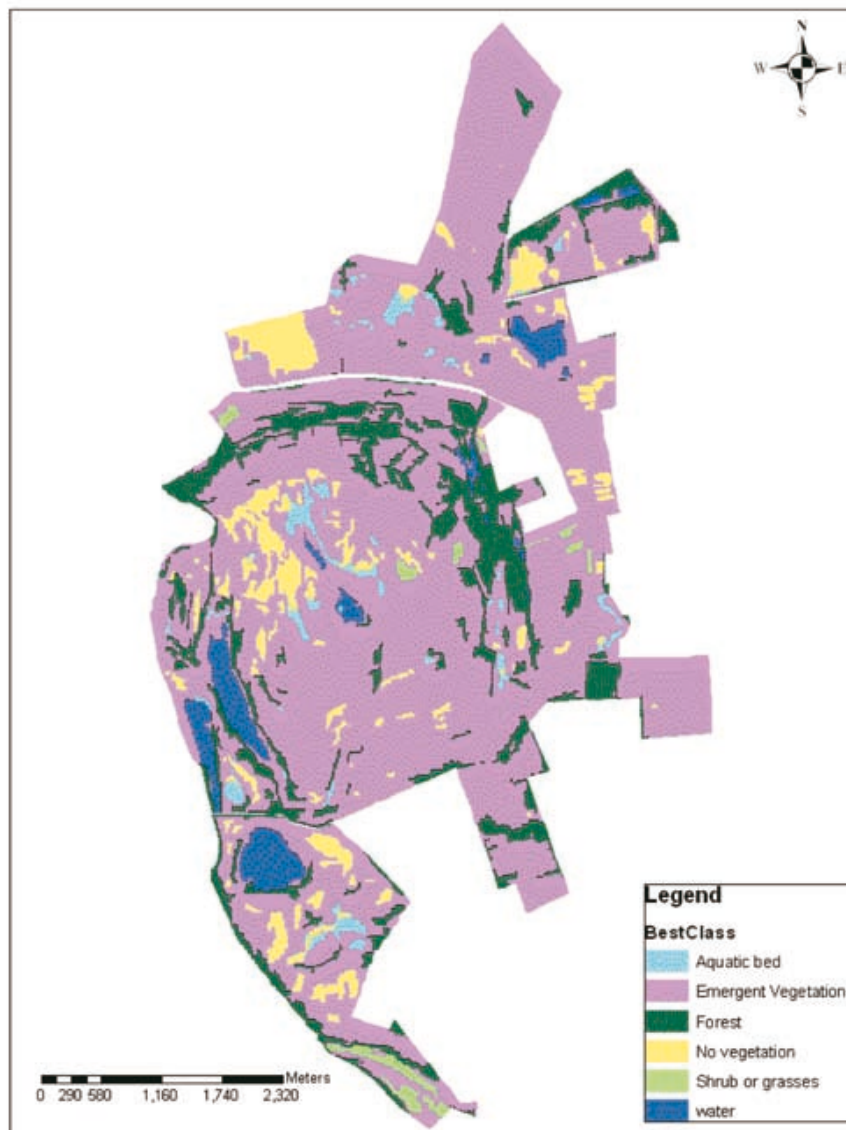 N
W E
S
Legend
BestClass
Aquatic bed
Emergent Vegetation
Forest
No vegetation
Shrub or grasses
water
Meters
0 290 580 1,160 1,740 2,320